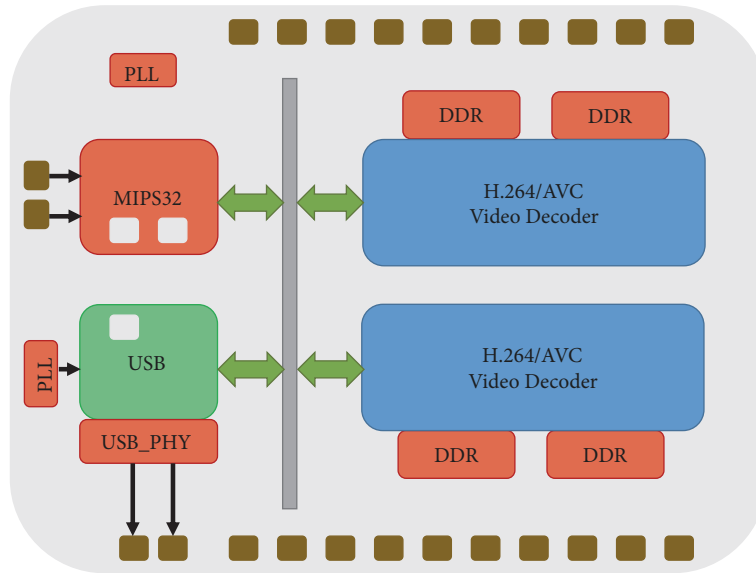 PLL
DDR
DDR
MIPS32
H.264/AVC
Video Decoder
PLL
USB
H.264/AVC
Video Decoder
USB_PHY
DDR
DDR